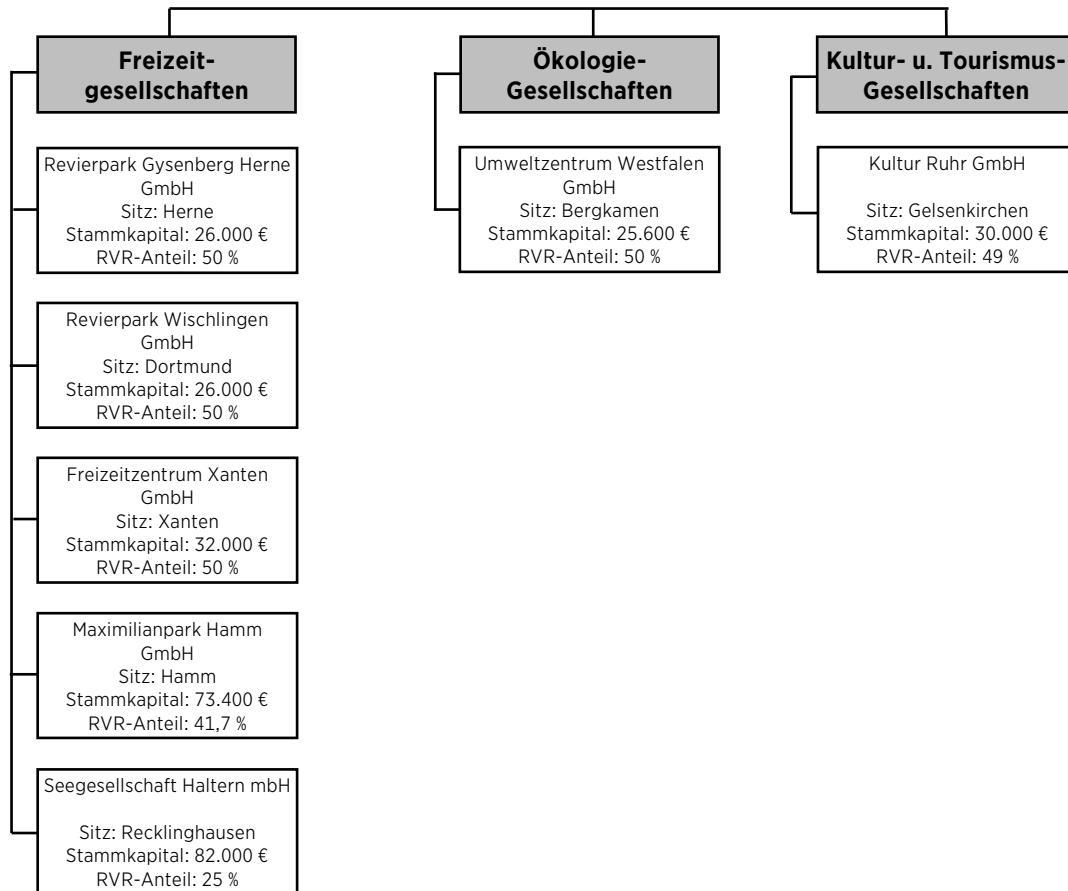 Freizeit-
gesellschaften
Revierpark Gysenberg Herne
GmbH
Sitz: Herne
Stammkapital: 26.000 €
RVR-Anteil: 50 %
Revierpark Wischlingen
GmbH
Sitz: Dortmund
Stammkapital: 26.000 €
RVR-Anteil: 50 %
Freizeitzentrum Xanten
GmbH
Sitz: Xanten
Stammkapital: 32.000 €
RVR-Anteil: 50 %
Maximilianpark Hamm
GmbH
Sitz: Hamm
Stammkapital: 73.400 €
RVR-Anteil: 41,7 %
Seegesellschaft Haltern mbH
Sitz: Recklinghausen
Stammkapital: 82.000 €
RVR-Anteil: 25 %
Ökologie-
Gesellschaften
Umweltzentrum Westfalen
GmbH
Sitz: Bergkamen
Stammkapital: 25.600 €
RVR-Anteil: 50 %
Kultur- u. Tourismus-
Gesellschaften
Kultur Ruhr GmbH
Sitz: Gelsenkirchen
Stammkapital: 30.000 €
RVR-Anteil: 49 %